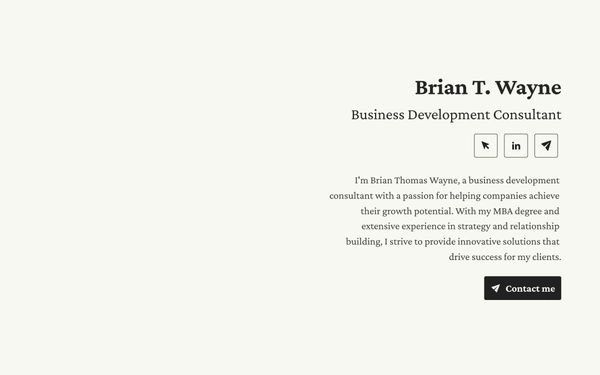 Brian T. Wayne
Business Development Consultant
in
I'm Brian Thomas Wayne, a business development
consultant with a passion for helping companies achieve
their growth potential. With my MBA degree and
extensive experience in strategy and relationship
building, I strive to provide innovative solutions that
drive success for my clients.
Contact me